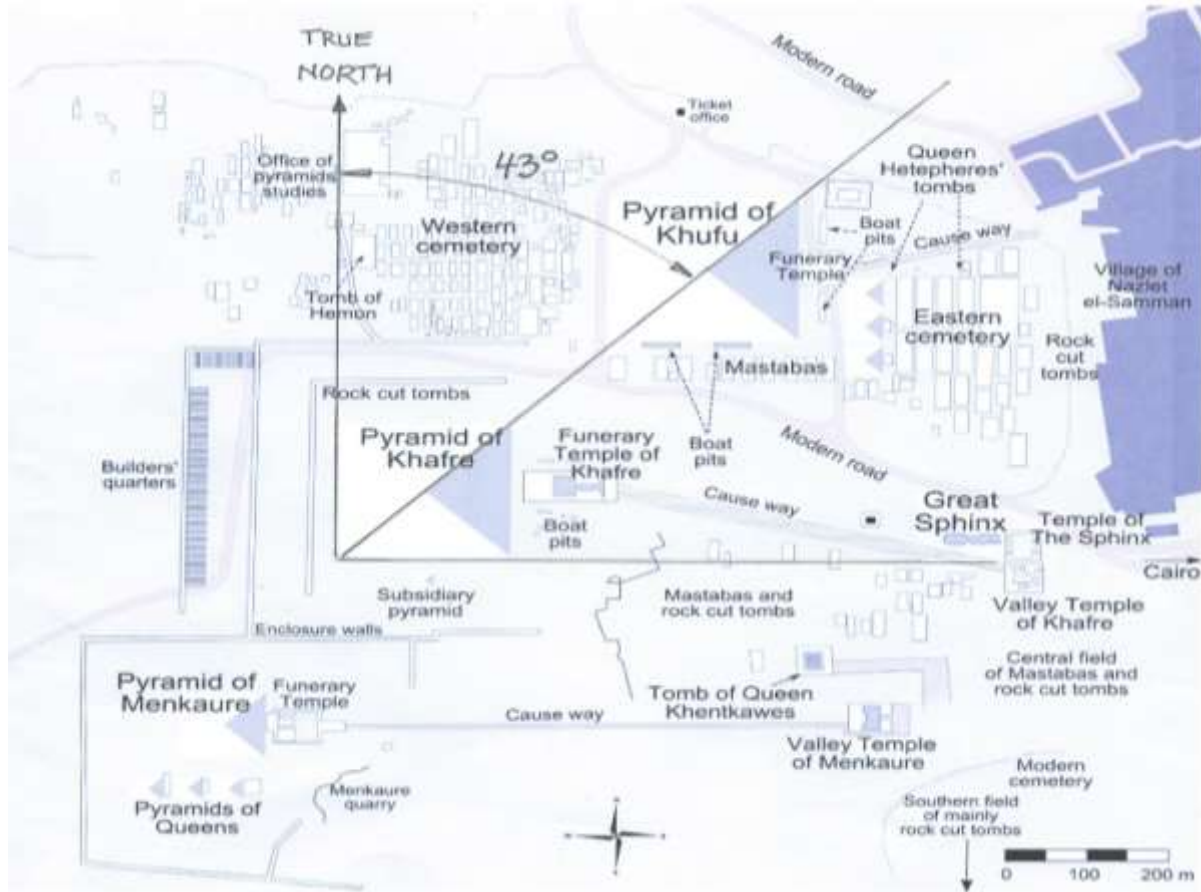 TRUE
NORTH
Modern road
Ticket
office
Office of
pyramids
studies
43°
Queen
Hetepheres'
tombs
Pyramid of
Khufu
Western
cemetery
Boat
pits
Cause way
Funerary
Temple
Village of
Nazlet
el-Samman
Tomb of
Hemon
Eastern
cemetery
Rock
cut
tombs
Mastabas
Rock cut tombs
Pyramid of
Khafre
Funerary
Temple of
Khafre
Boat
pits
Modern road
Builders'
quarters
Cause way
Great
Sphinx
Temple of
The Sphinx
Boat
pits
Cairo
Subsidiary
pyramid
Mastabas and
rock cut tombs
Valley Temple
of Khafre
Enclosure walls
Central field
of Mastabas and
rock cut tombs
Pyramid of
Menkaure
Funerary
Temple
Tomb of Queen
Khentkawes
Cause way
Valley Temple
of Menkaure
Modern
cemetery
Menkaure
quarry
Pyramids of
Queens
Southern field
of mainly
rock cut tombs
0 100 200 m